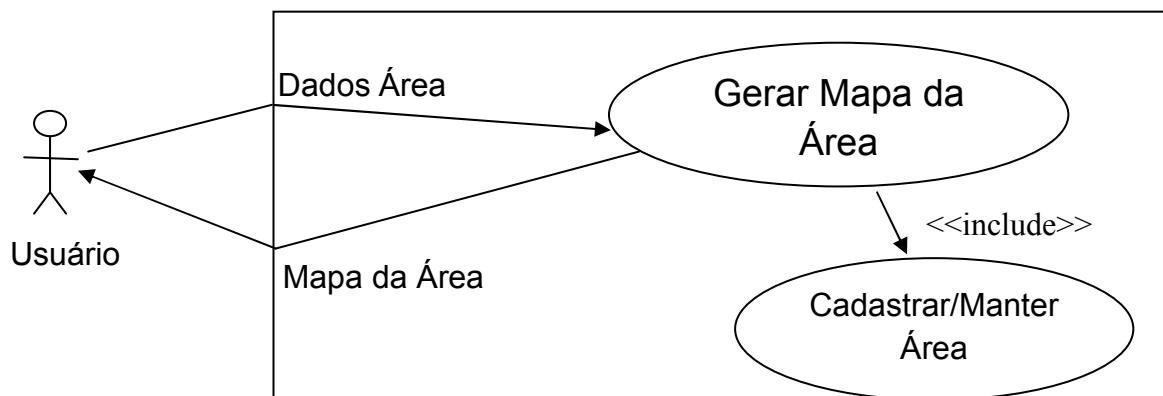 Dados Área
Gerar Mapa da
Área
<<include>>
Usuário
Mapa da Área
Cadastrar/Manter
Área